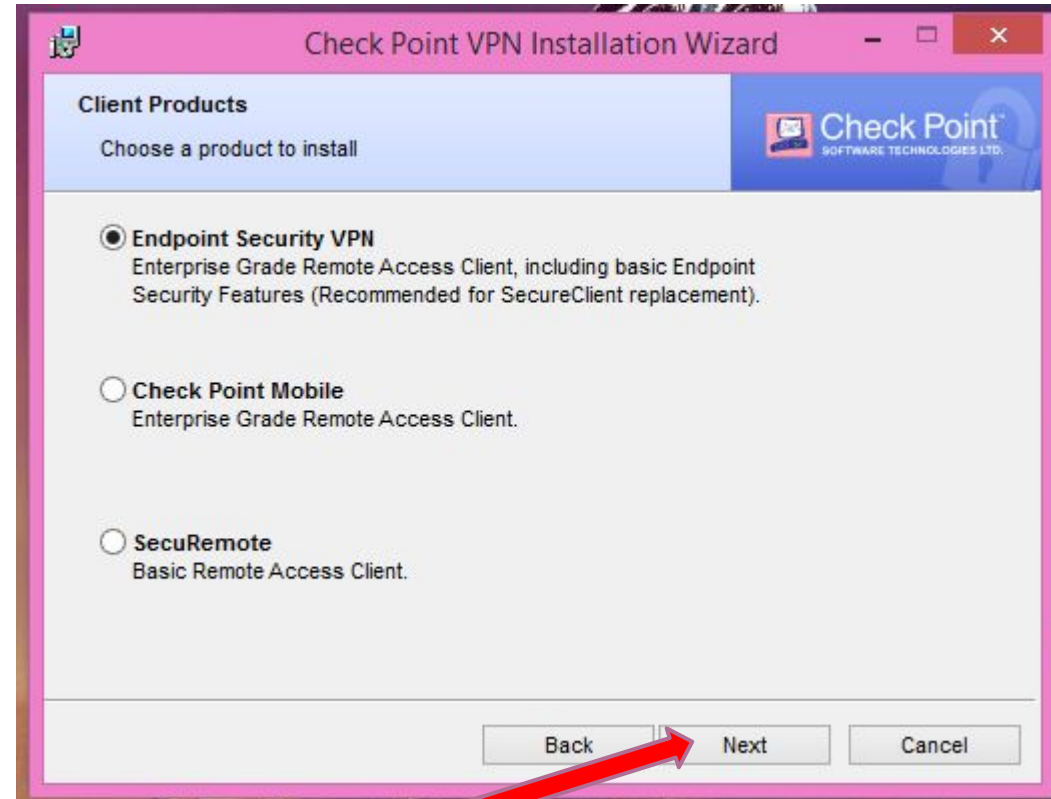 Check Point VPN Installation Wizard
Client Products
Choose a product to install
Check Point™
SOFTWARE TECHNOLOGIES LTD.
Endpoint Security VPN
Enterprise Grade Remote Access Client, including basic Endpoint
Security Features (Recommended for SecureClient replacement).
Check Point Mobile
Enterprise Grade Remote Access Client.
SecuRemote
Basic Remote Access Client.
Back Next Cancel